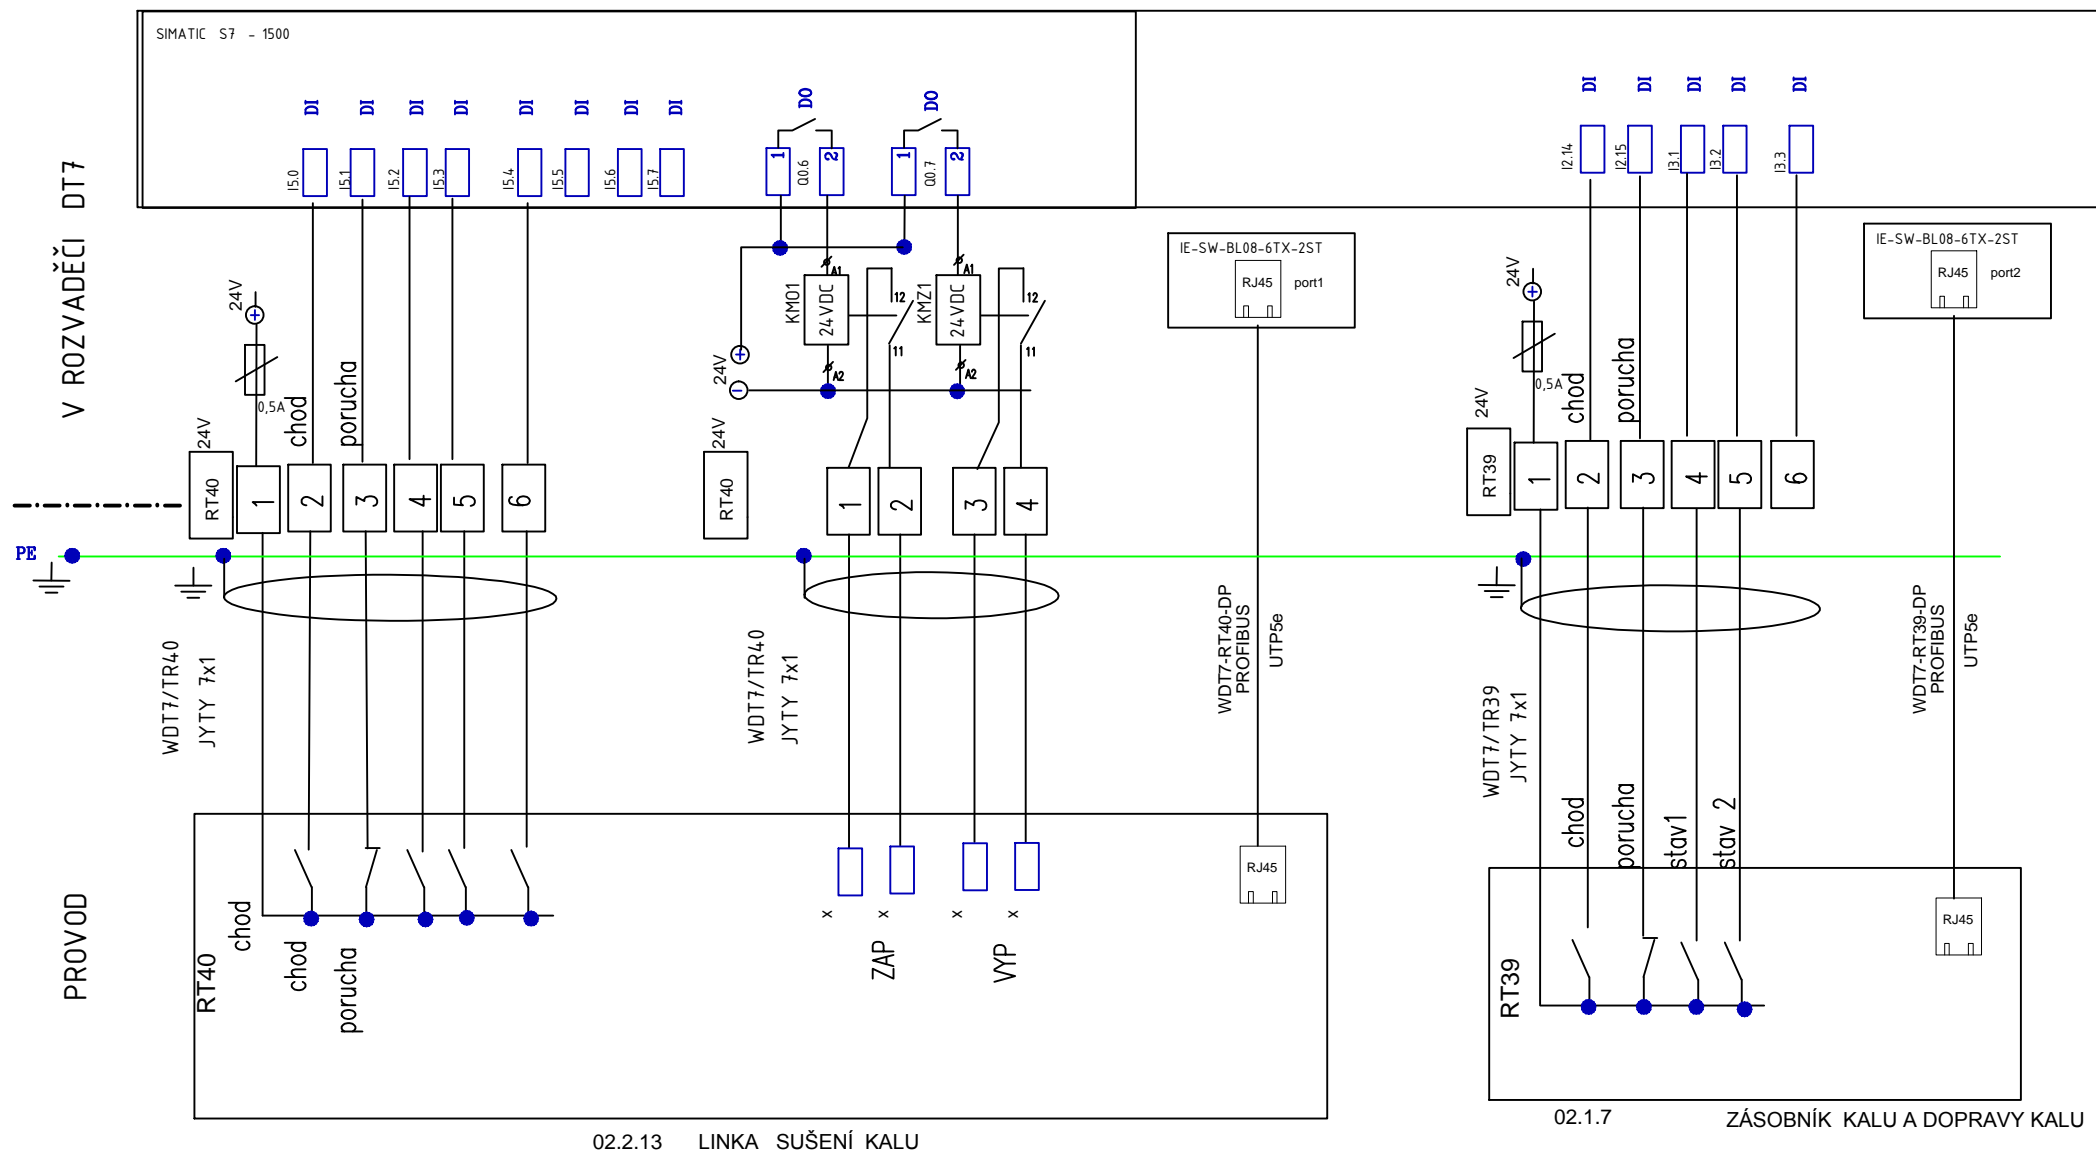 SIMATIC S7 - 1500
DI
DI
DI
DI
DI
DI
DI
DI
DO
DO
DI
DI
DI
DI
DI
I5.0
I5.1
I5.2
I5.3
I5.4
I5.5
I5.6
I5.7
1
Q0.6
2
1
Q0.7
2
I2.14
I2.15
I3.1
I3.2
I3.3
V ROZVADĚČI DT7
24V
0,5A
chod
porucha
24V
RT40
1
2
3
4
5
6
24V
KM01
24VDC
A1
A2
12
11
KMZ1
24VDC
A1
A2
12
11
24V
RT40
1
2
3
4
IE-SW-BL08-6TX-2ST
RJ45
port1
24V
0,5A
chod
porucha
24V
RT39
1
2
3
4
5
6
IE-SW-BL08-6TX-2ST
RJ45
port2
PE
WDT7/TR40
JYTY 7x1
WDT7/TR40
JYTY 7x1
WDT7-RT40-DP
PROFIBUS
UTP5e
WDT7/TR39
JYTY 7x1
WDT7-RT39-DP
PROFIBUS
UTP5e
PROVOD
RT40
chod
chod
porucha
x
x
x
x
ZAP
VYP
RJ45
chod
porucha
stav1
stav 2
RT39
RJ45
02.2.13 LINKA SUŠENÍ KALU
02.1.7 ZÁSOBNÍK KALU A DOPRAVY KALU